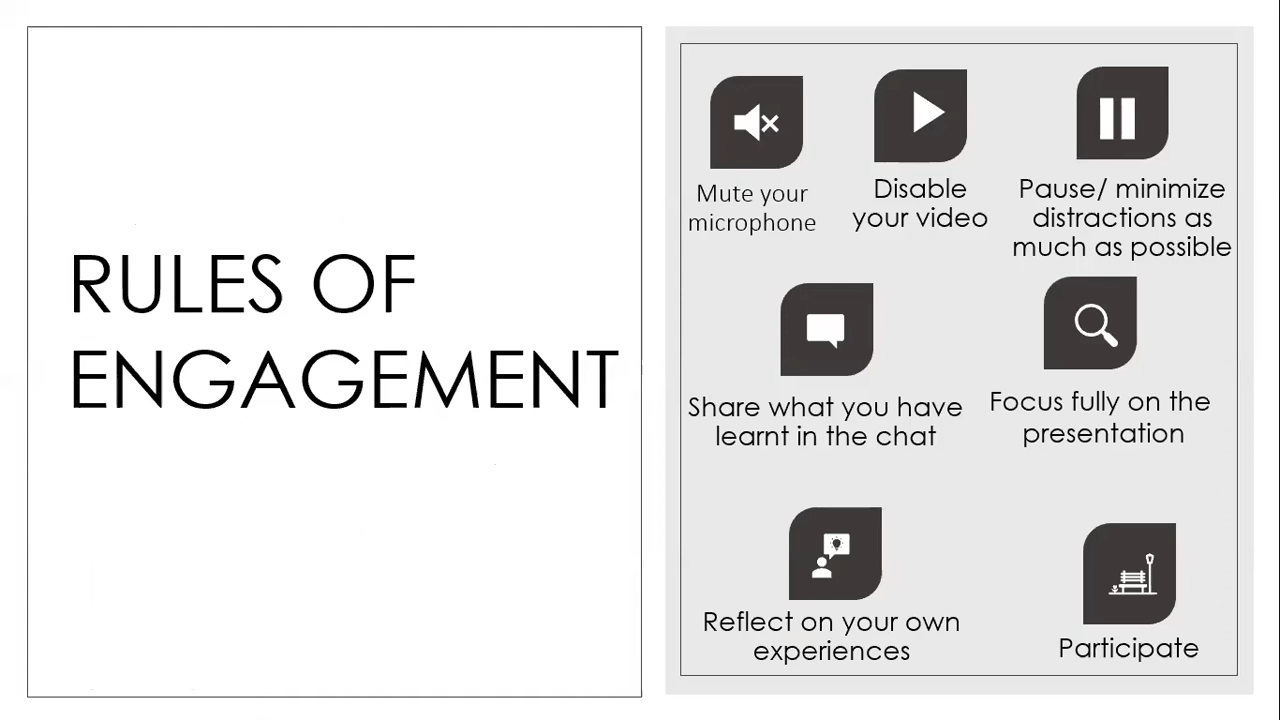 RULES OF
ENGAGEMENT
Mute your
microphone
Disable
your video
Pause/ minimize
distractions as
much as possible
Share what you have
learnt in the chat
Focus fully on the
presentation
Reflect on your own
experiences
Participate